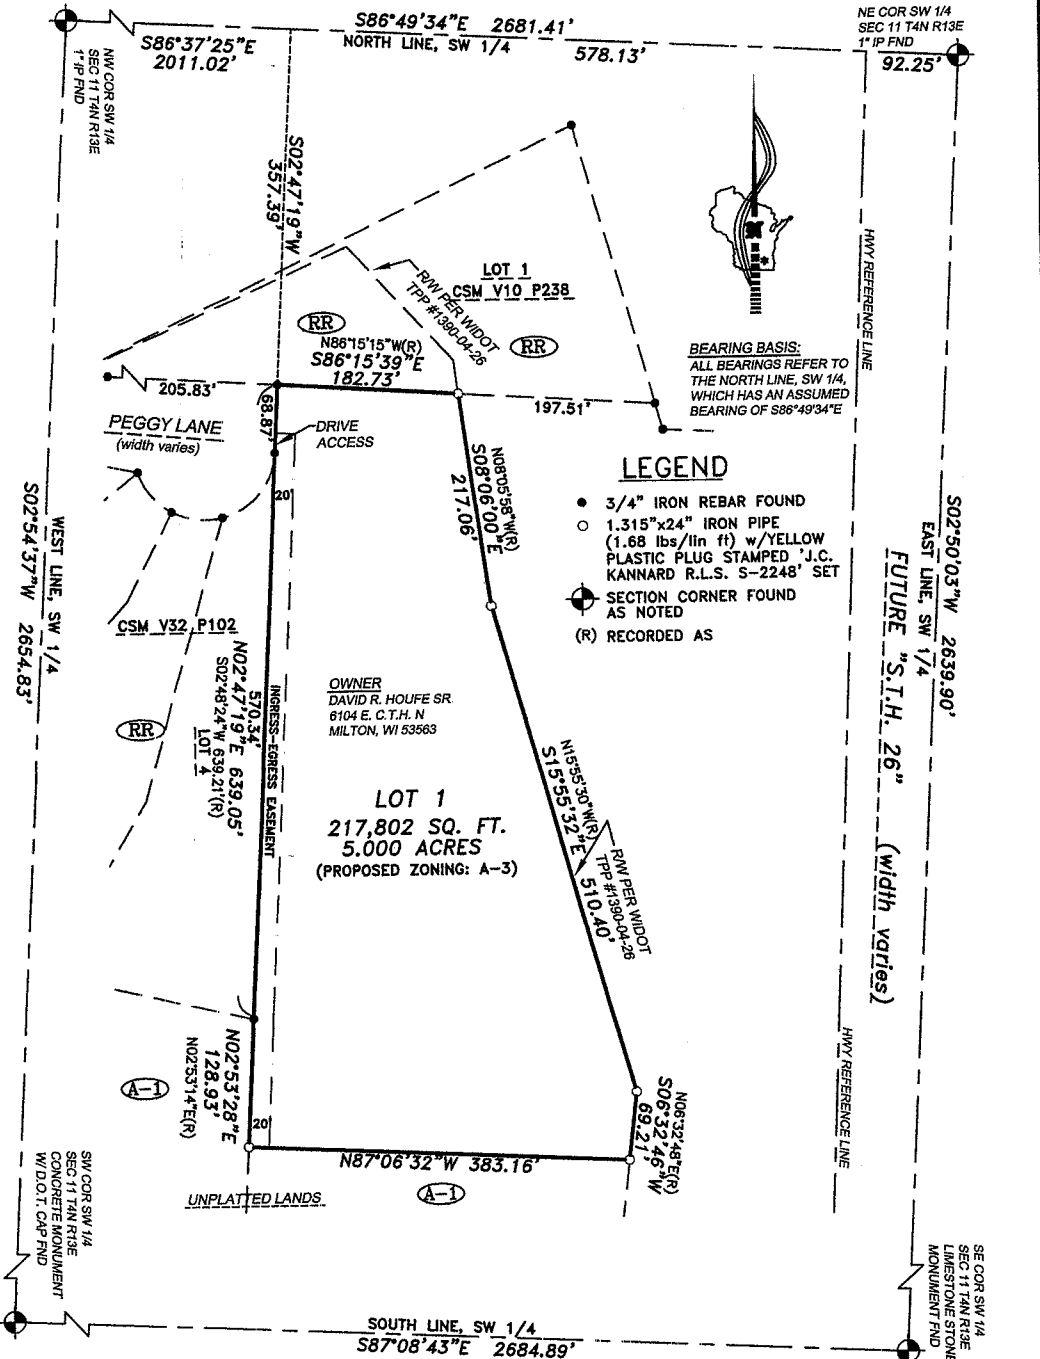 S86°49'34"E 2681.41'
NORTH LINE, SW 1/4
S86°37'25"E
2011.02'
578.13'
NE COR SW 1/4
SEC 11 T4N R13E
1" IP FND
92.25'
NW COR SW 1/4
SEC 11 T4N R13E
1" IP FND
S02°47'19"W
357.39'
HWY REFERENCE LINE
LOT 1
CSM V10 P238
R/W PER WIDOT
TPP #1390-04-26
RR
RR
N86°15'15"W(R)
S86°15'39"E
182.73'
BEARING BASIS:
ALL BEARINGS REFER TO
THE NORTH LINE, SW 1/4,
WHICH HAS AN ASSUMED
BEARING OF S86°49'34"E
205.83'
197.51'
PEGGY LANE
(width varies)
68.87'
DRIVE
ACCESS
20'
N08°05'58"W(R)
S08°06'00"E
217.06'
LEGEND
3/4" IRON REBAR FOUND
1.315"x24" IRON PIPE
(1.68 lbs/lin ft) w/YELLOW
PLASTIC PLUG STAMPED 'J.C.
KANNARD R.L.S. S-2248' SET
SECTION CORNER FOUND
AS NOTED
(R) RECORDED AS
WEST LINE, SW 1/4
S02°54'37"W 2654.83'
S02°50'03"W 2639.90'
EAST LINE, SW 1/4
FUTURE "S.T.H. 26" (width varies)
CSM V32 P102
RR
INGRESS-EGRESS EASEMENT
570.34'
N02°47'19"E 639.05'
S02°48'24"W 639.21'(R)
LOT 4
OWNER
DAVID R. HOUFE SR.
6104 E. C.T.H. N
MILTON, WI 53563
LOT 1
217,802 SQ. FT.
5.000 ACRES
(PROPOSED ZONING: A-3)
N15°55'30"W(R)
S15°55'32"E 510.40'
R/W PER WIDOT
TPP #1390-04-26
HWY REFERENCE LINE
N02°53'28"E
128.93'
N02°53'14"E(R)
A-1
20'
N06°32'48"E(R)
S06°32'46"W
69.21'
N87°06'32"W 383.16'
A-1
UNPLATTED LANDS
SW COR SW 1/4
SEC 11 T4N R13E
CONCRETE MONUMENT
W/ D.O.T. CAP FND
SE COR SW 1/4
SEC 11 T4N R13E
LIMESTONE STONE
MONUMENT FND
SOUTH LINE, SW 1/4
S87°08'43"E 2684.89'